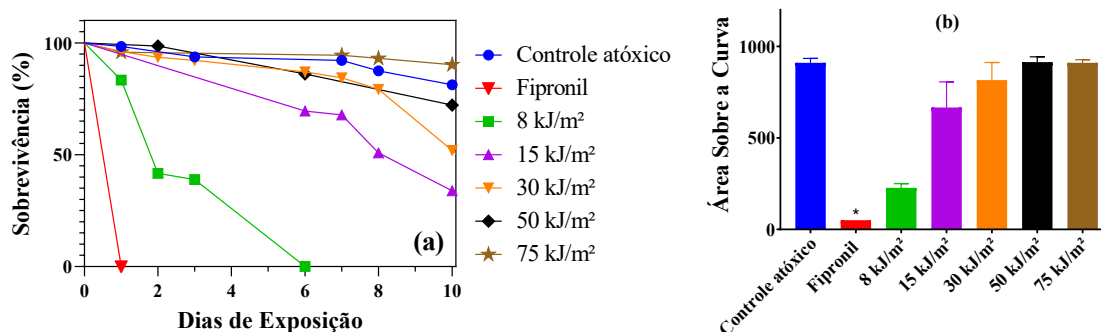 Sobrevivência (%)
100
50
0
0
2
4
6
8
10
Dias de Exposição
(a)
Controle atóxico
Fipronil
8 kJ/m²
15 kJ/m²
30 kJ/m²
50 kJ/m²
75 kJ/m²
(b)
Área Sobre a Curva
1000
500
0
*
Controle atóxico
Fipronil
8 kJ/m²
15 kJ/m²
30 kJ/m²
50 kJ/m²
75 kJ/m²